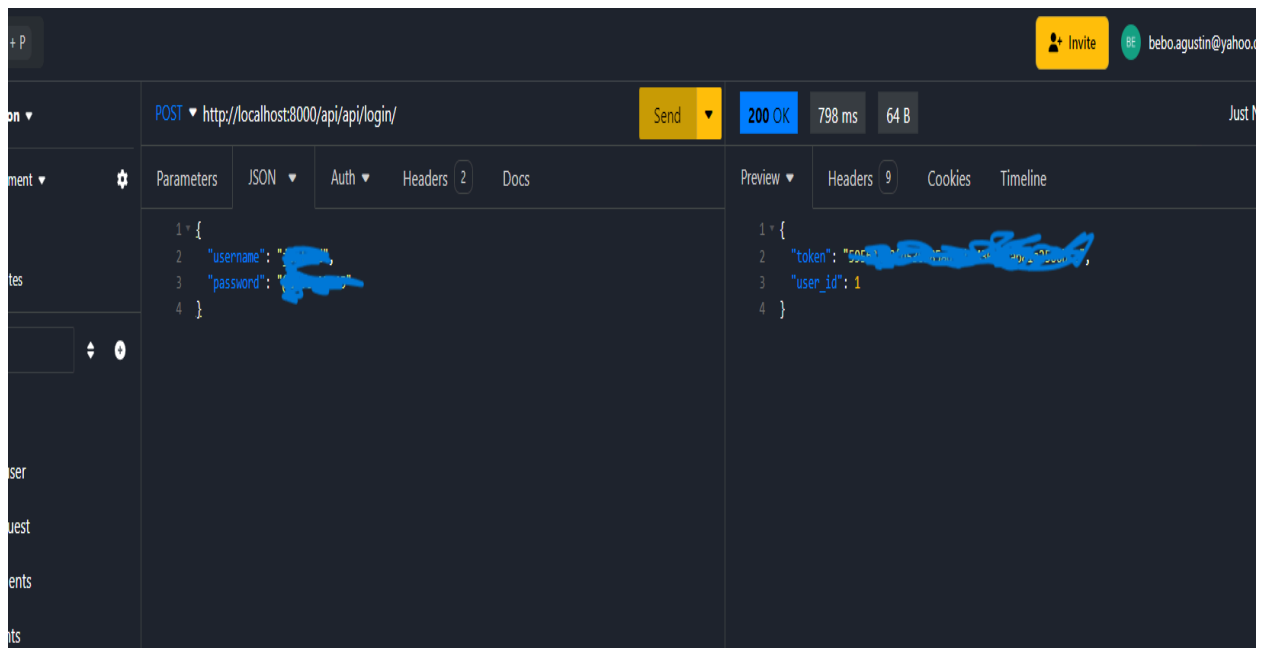 + P
Invite
BE
bebo.agustin@yahoo.c
on
POST http://localhost:8000/api/api/login/
Send
200 OK
798 ms
64 B
Just N
ment
Parameters
JSON
Auth
Headers 2
Docs
Preview
Headers 9
Cookies
Timeline
1 {
2 "username": "
3 "password": "
4 }
1 {
2 "token": "
3 "user_id": 1
4 }
tes
user
uest
ents
nts